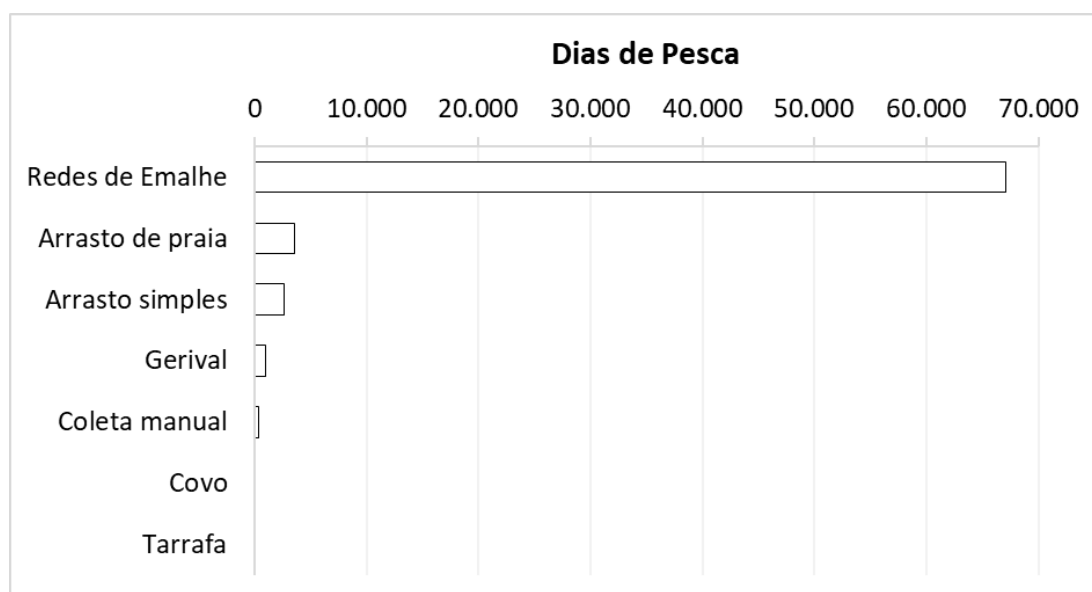 Dias de Pesca
0 10.000 20.000 30.000 40.000 50.000 60.000 70.000
Redes de Emalhe
Arrasto de praia
Arrasto simples
Gerival
Coleta manual
Covo
Tarrafa